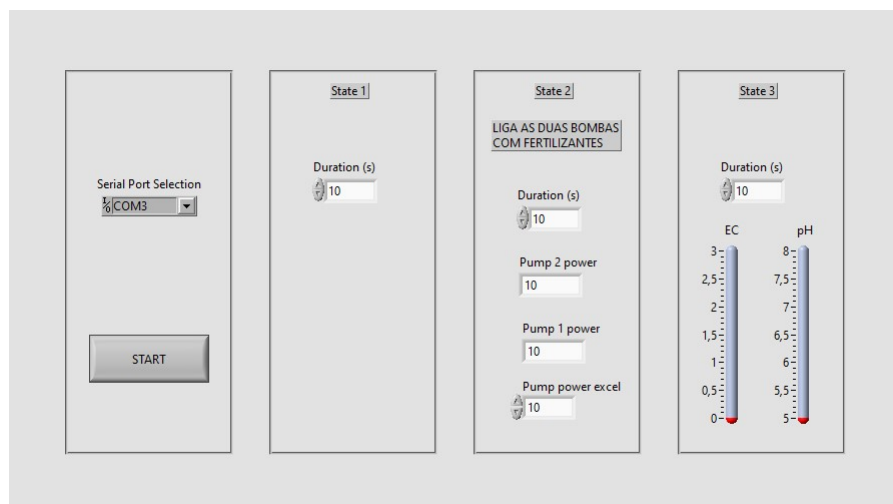 Serial Port Selection
COM3
START
State 1
Duration (s)
10
State 2
LIGA AS DUAS BOMBAS
COM FERTILIZANTES
Duration (s)
10
Pump 2 power
10
Pump 1 power
10
Pump power excel
10
State 3
Duration (s)
10
EC
3
2,5
2
1,5
1
0,5
0
pH
8
7,5
7
6,5
6
5,5
5